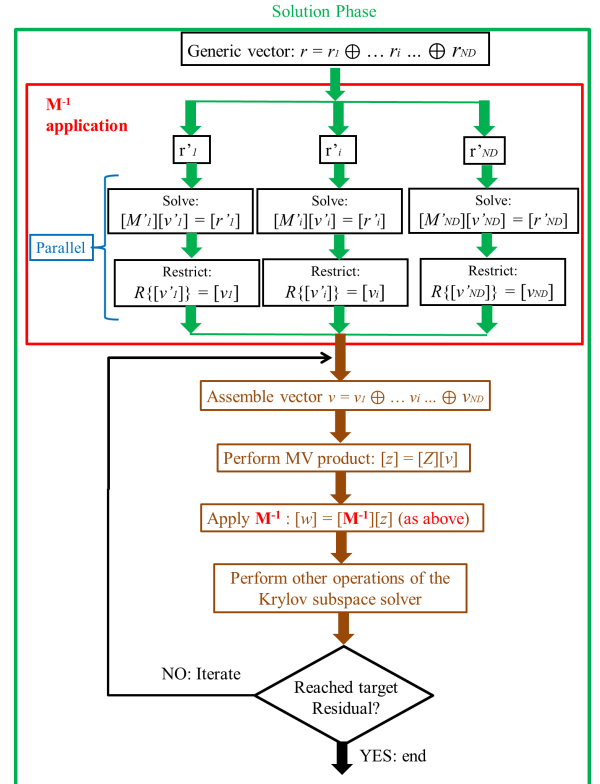 Solution Phase
Generic vector: r = r1 ⊕ … ri ... ⊕ rND
M-1
application
r'1
r'i
r'ND
Solve:
[M'1][v'1] = [r'1]
Solve:
[M'i][v'i] = [r'i]
Solve:
[M'ND][v'ND] = [r'ND]
Parallel
Restrict:
R{[v'1]} = [v1]
Restrict:
R{[v'i]} = [vi]
Restrict:
R{[v'ND]} = [vND]
Assemble vector v = v1 ⊕ … vi ... ⊕ vND
Perform MV product: [z] = [Z][v]
Apply M-1 : [w] = [M-1][z] (as above)
Perform other operations of the
Krylov subspace solver
NO: Iterate
Reached target
Residual?
YES: end